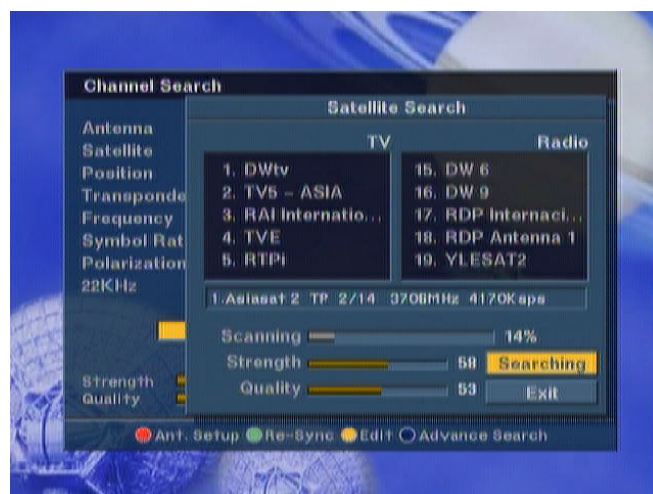 Channel Search
Satellite Search
Antenna
Satellite
Position
Transponde
Frequency
Symbol Rat
Polarization
22KHz
TV
1. DWtv
2. TV5 - ASIA
3. RAI Internatio...
4. TVE
5. RTPi
Radio
15. DW 6
16. DW 9
17. RDP Internaci...
18. RDP Antenna 1
19. YLESAT2
1.Asiasat 2 TP 2/14 3706MHz 4170Ksps
Scanning 14%
Strength 58 Searching
Quality 53 Exit
Strength
Quality
Ant. Setup Re-Sync Edit Advance Search